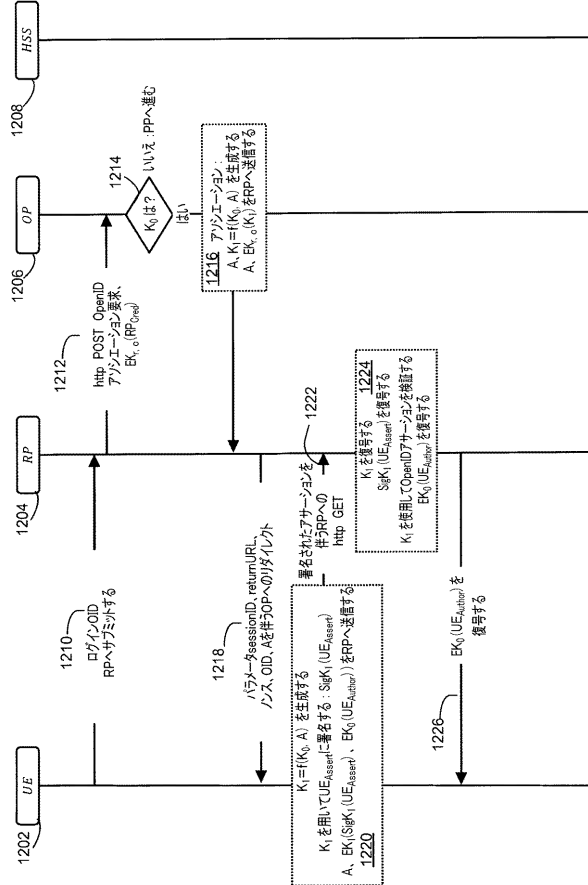 UE
1202
RP
1204
OP
1206
HSS
1208
1210
ログインOID
RPへサブミットする
1212
http POST OpenID
アソシエーション要求、
EKr, o(RPCred)
1214
K0は?
いいえ:PPへ進む
はい
1216 アソシエーション:
A、K1=f(K0, A) を生成する
A、EKr, o(K1)をRPへ送信する
1218
パラメータsessionID、returnURL、
ノンス、OID、Aを伴うOPへのリダイレクト
K1=f(K0, A) を生成する
K1を用いてUEAssertに署名する:SigK1(UEAssert)
A、EK1(SigK1(UEAssert)、EK0(UEAuthor))をRPへ送信する
1220
署名されたアサーションを
伴うRPへの
http GET
1222
K1を復号する 1224
SigK1(UEAssert)を復号する
K1を使用してOpenIDアサーションを検証する
EK0(UEAuthor)を復号する
EK0(UEAuthor)を
復号する
1226